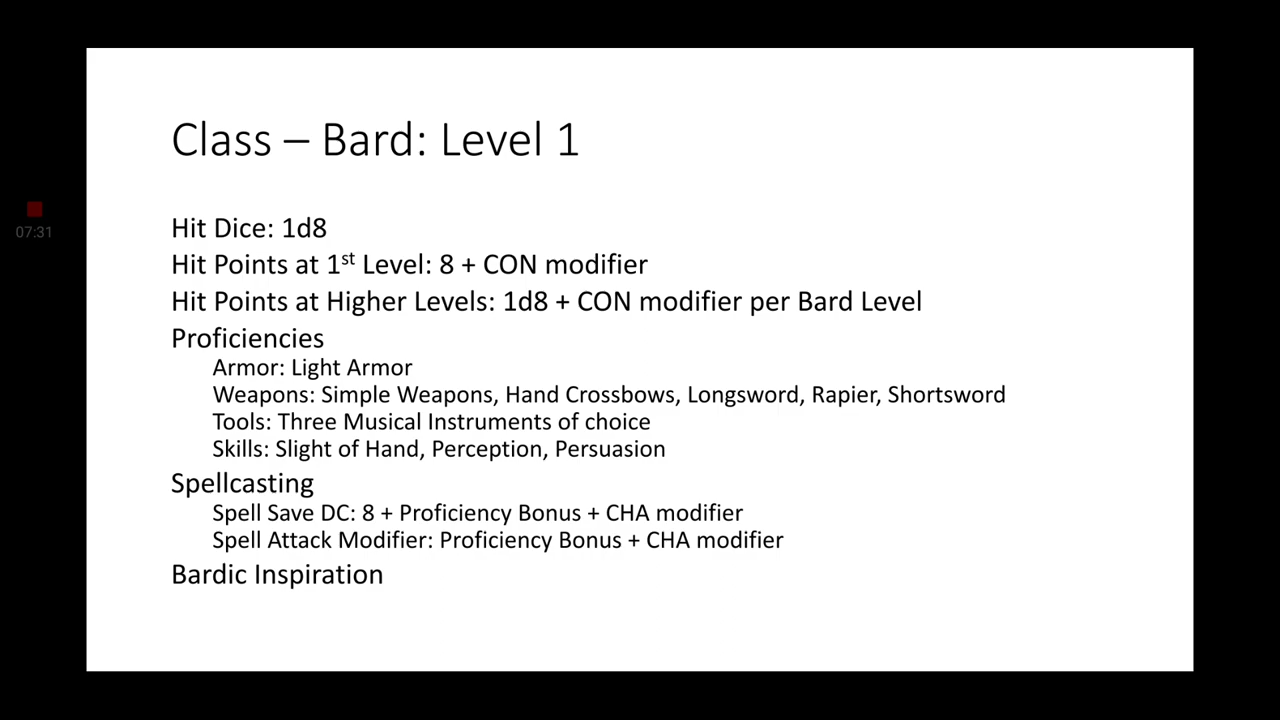 Class – Bard: Level 1
07:31
Hit Dice: 1d8
Hit Points at 1st Level: 8 + CON modifier
Hit Points at Higher Levels: 1d8 + CON modifier per Bard Level
Proficiencies
Armor: Light Armor
Weapons: Simple Weapons, Hand Crossbows, Longsword, Rapier, Shortsword
Tools: Three Musical Instruments of choice
Skills: Slight of Hand, Perception, Persuasion
Spellcasting
Spell Save DC: 8 + Proficiency Bonus + CHA modifier
Spell Attack Modifier: Proficiency Bonus + CHA modifier
Bardic Inspiration